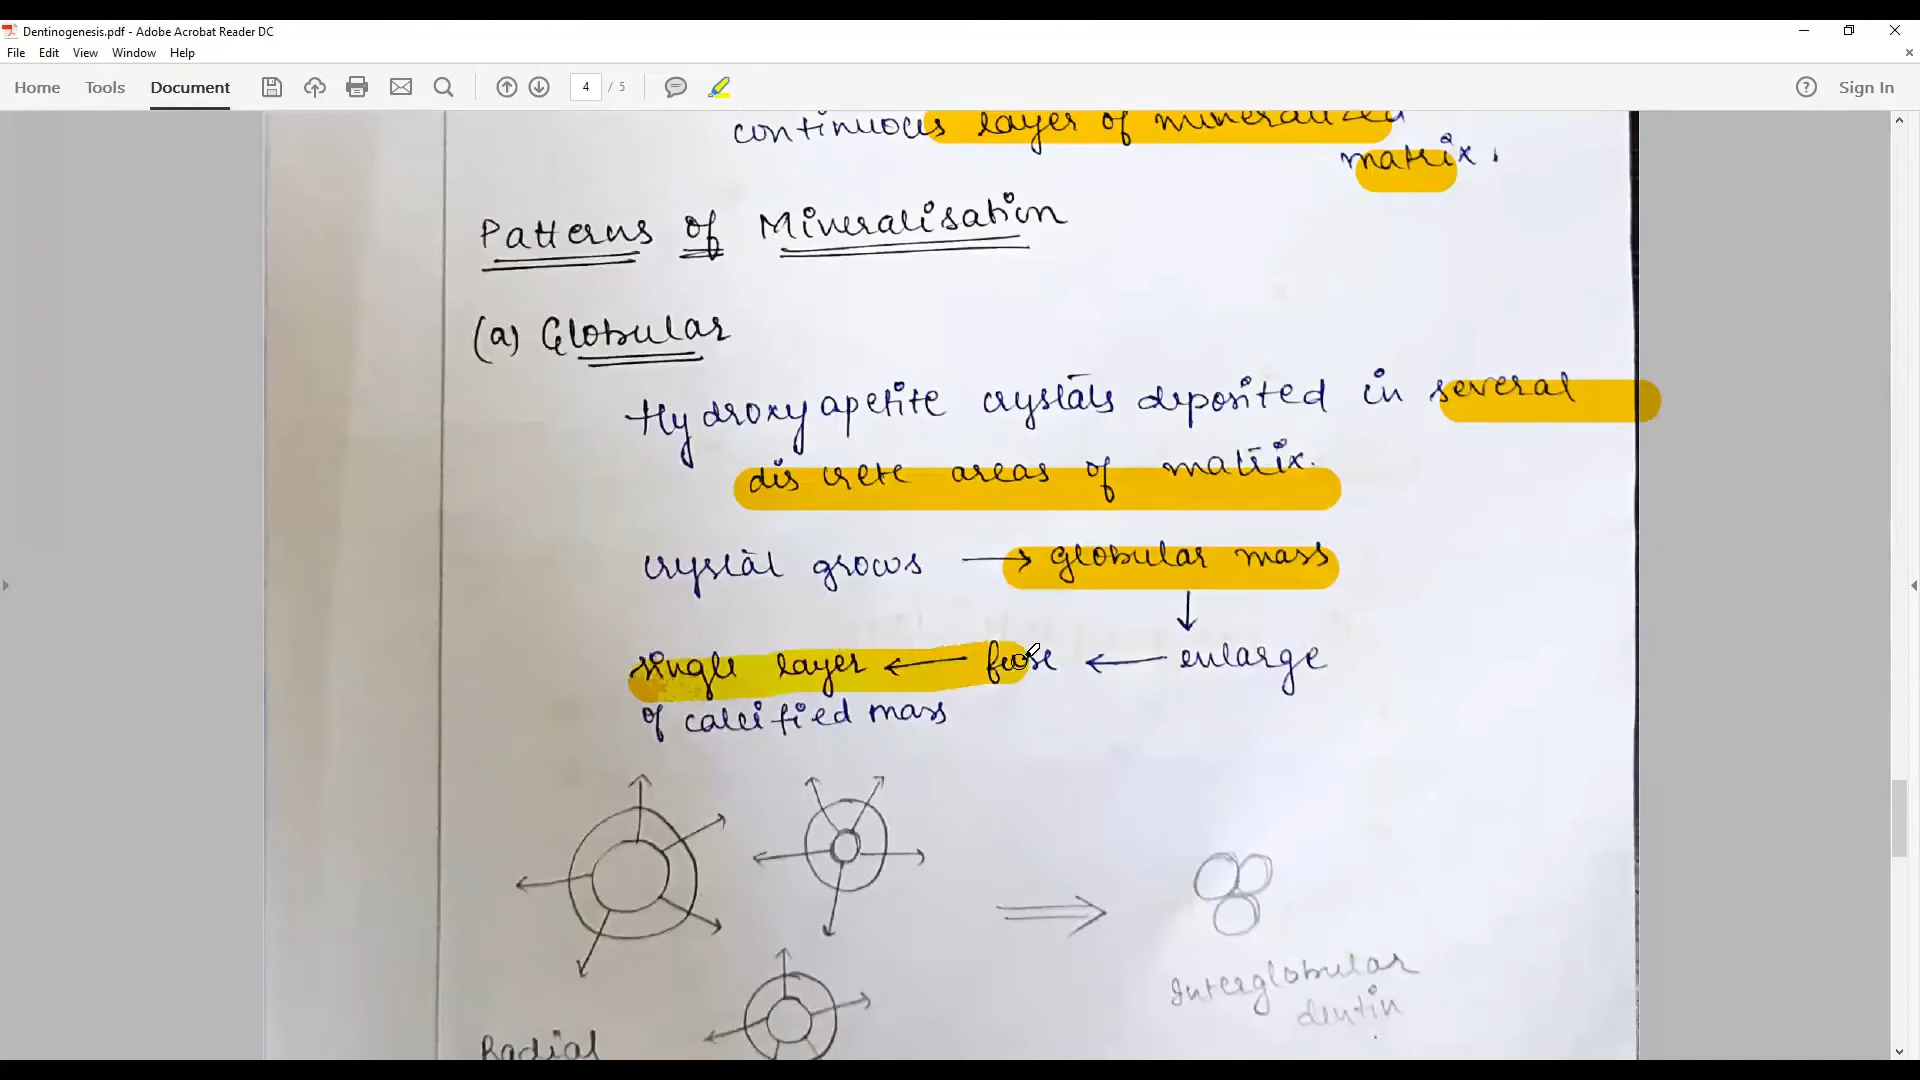 Dentinogenesis.pdf - Adobe Acrobat Reader DC
File Edit View Window Help
Home Tools Document 4 / 5 Sign In
continuous layer of mineralized
matrix.
Patterns of Mineralisation
(a) Globular
Hydroxyapetite crystals deposited in several
discrete areas of matrix.
crystal grows → globular mass
↓
single layer ← fuse ← enlarge
of calcified mass
Interglobular
dentin
Radial